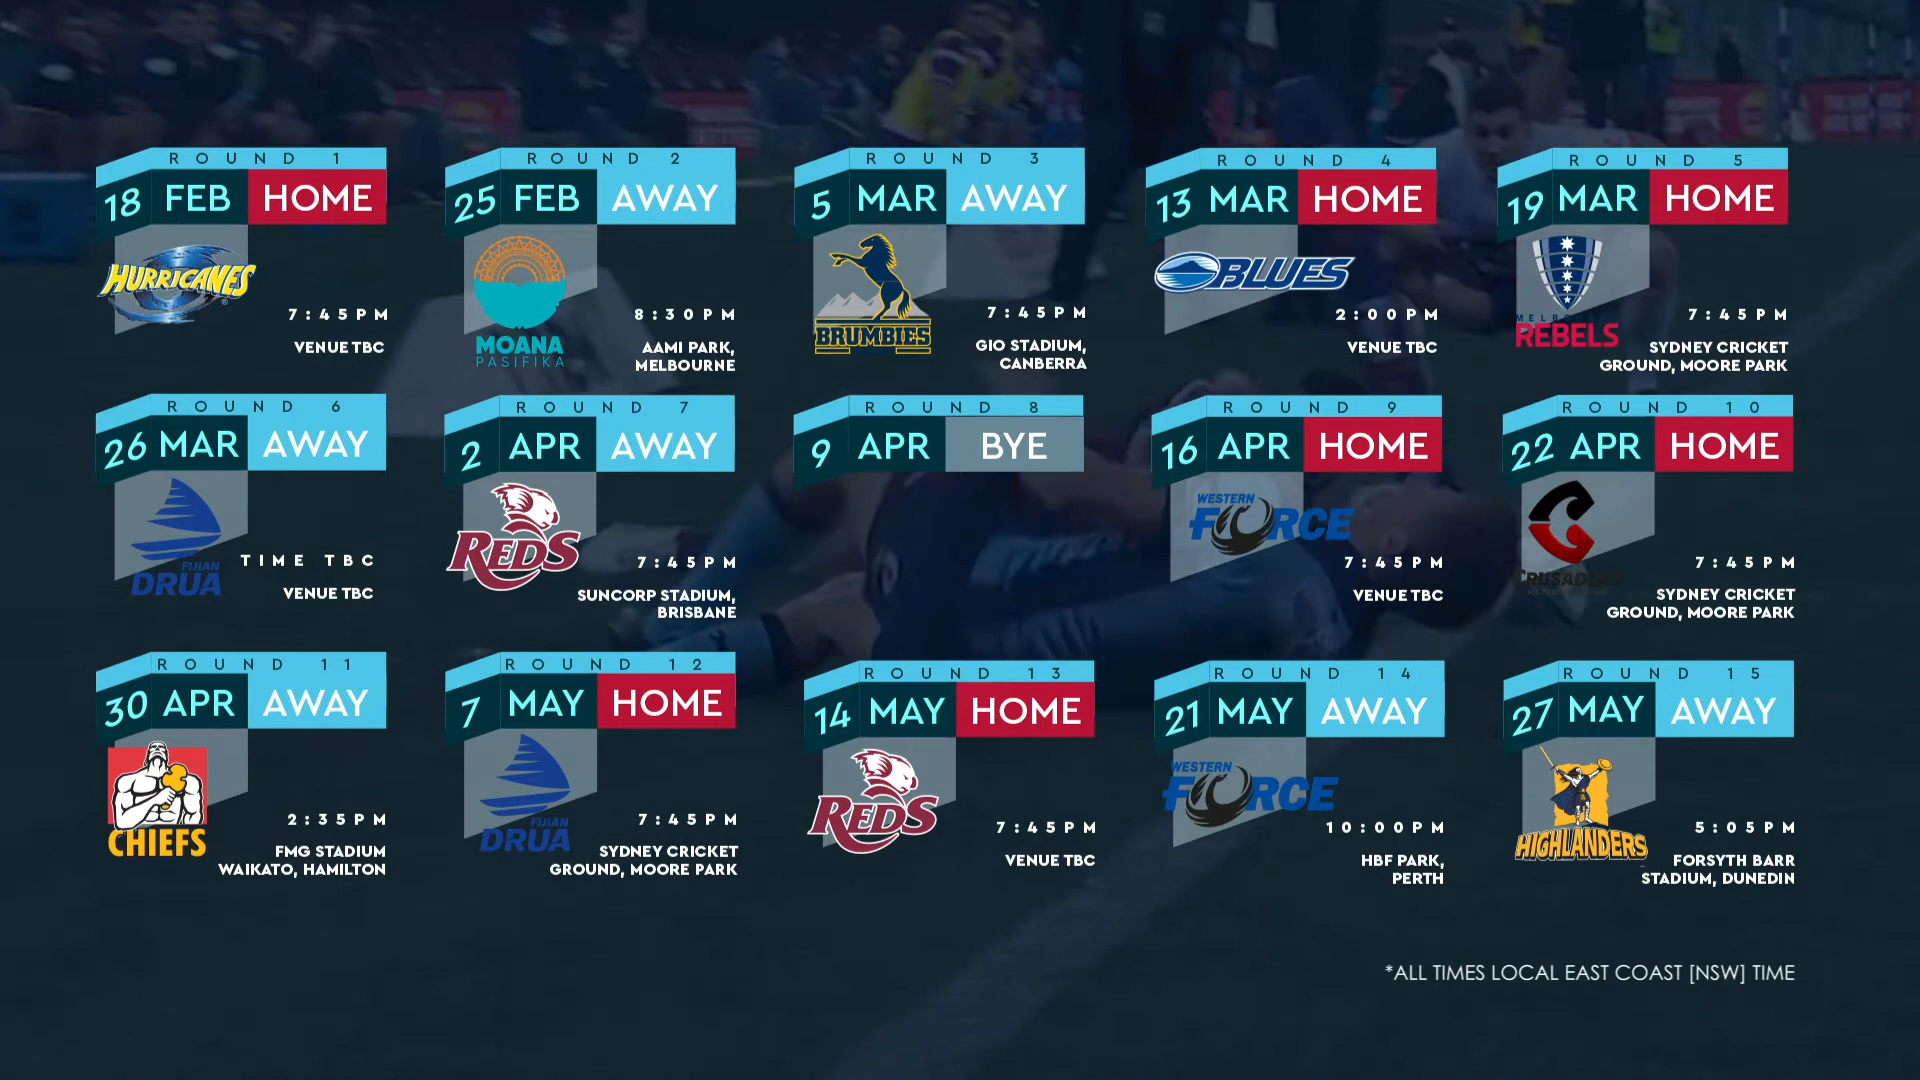 ROUND 1
18 FEB HOME
HURRICANES
7:45PM
VENUE TBC
ROUND 2
25 FEB AWAY
MOANA
PASIFIKA
8:30PM
AAMI PARK,
MELBOURNE
ROUND 3
5 MAR AWAY
BRUMBIES
7:45PM
GIO STADIUM,
CANBERRA
ROUND 4
13 MAR HOME
BLUES
2:00PM
VENUE TBC
ROUND 5
19 MAR HOME
REBELS
7:45PM
SYDNEY CRICKET
GROUND, MOORE PARK
ROUND 6
26 MAR AWAY
FIJIAN
DRUA
TIME TBC
VENUE TBC
ROUND 7
2 APR AWAY
REDS
7:45PM
SUNCORP STADIUM,
BRISBANE
ROUND 8
9 APR BYE
ROUND 9
16 APR HOME
WESTERN
FORCE
7:45PM
VENUE TBC
ROUND 10
22 APR HOME
CRUSADERS
7:45PM
SYDNEY CRICKET
GROUND, MOORE PARK
ROUND 11
30 APR AWAY
CHIEFS
2:35PM
FMG STADIUM
WAIKATO, HAMILTON
ROUND 12
7 MAY HOME
FIJIAN
DRUA
7:45PM
SYDNEY CRICKET
GROUND, MOORE PARK
ROUND 13
14 MAY HOME
REDS
7:45PM
VENUE TBC
ROUND 14
21 MAY AWAY
WESTERN
FORCE
10:00PM
HBF PARK,
PERTH
ROUND 15
27 MAY AWAY
HIGHLANDERS
5:05PM
FORSYTH BARR
STADIUM, DUNEDIN
*ALL TIMES LOCAL EAST COAST [NSW] TIME